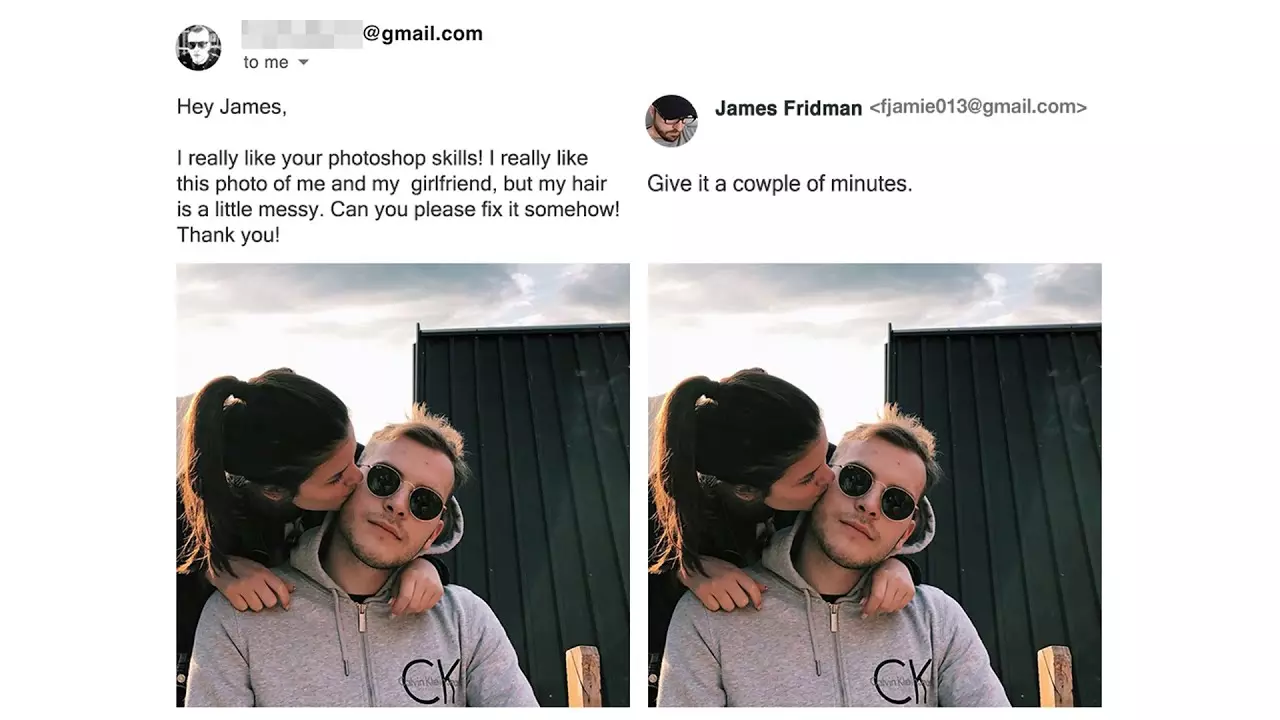 @gmail.com
to me
Hey James,
I really like your photoshop skills! I really like
this photo of me and my girlfriend, but my hair
is a little messy. Can you please fix it somehow!
Thank you!
James Fridman <fjamie013@gmail.com>
Give it a cowple of minutes.
CK
CK